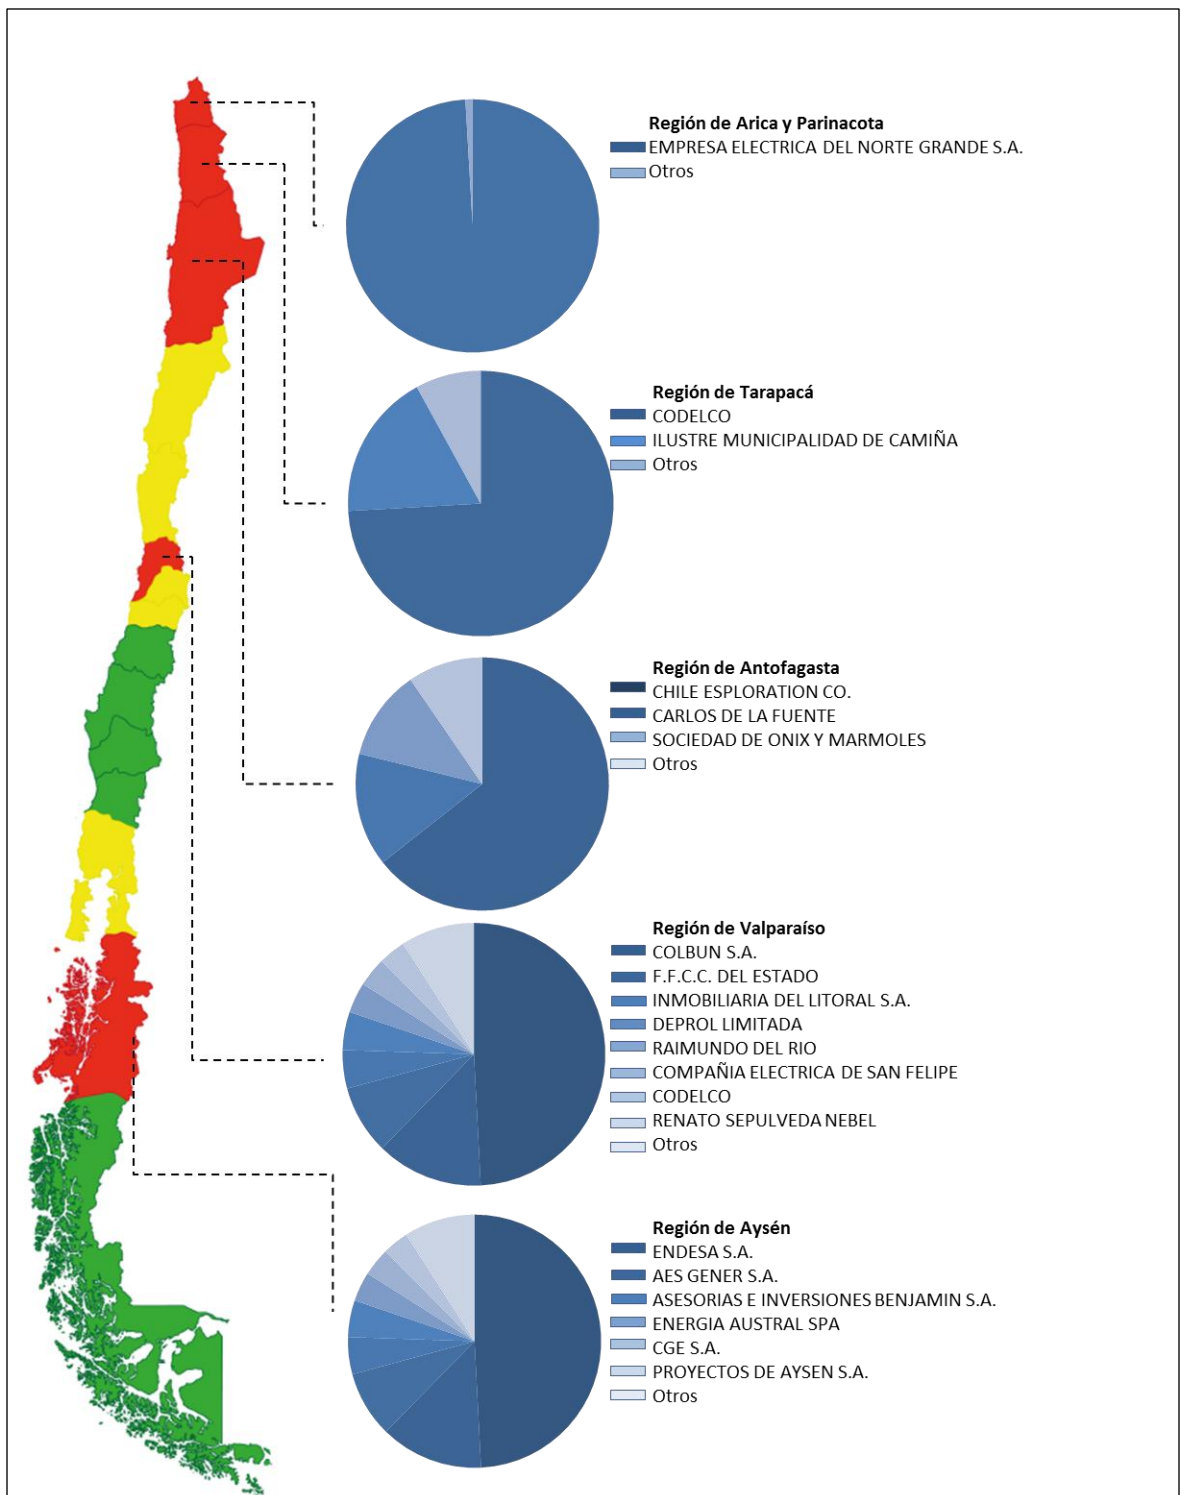 Región de Arica y Parinacota
EMPRESA ELECTRICA DEL NORTE GRANDE S.A.
Otros
Región de Tarapacá
CODELCO
ILUSTRE MUNICIPALIDAD DE CAMIÑA
Otros
Región de Antofagasta
CHILE ESPLORATION CO.
CARLOS DE LA FUENTE
SOCIEDAD DE ONIX Y MARMOLES
Otros
Región de Valparaíso
COLBUN S.A.
F.F.C.C. DEL ESTADO
INMOBILIARIA DEL LITORAL S.A.
DEPROL LIMITADA
RAIMUNDO DEL RIO
COMPAÑIA ELECTRICA DE SAN FELIPE
CODELCO
RENATO SEPULVEDA NEBEL
Otros
Región de Aysén
ENDESA S.A.
AES GENER S.A.
ASESORIAS E INVERSIONES BENJAMIN S.A.
ENERGIA AUSTRAL SPA
CGE S.A.
PROYECTOS DE AYSEN S.A.
Otros